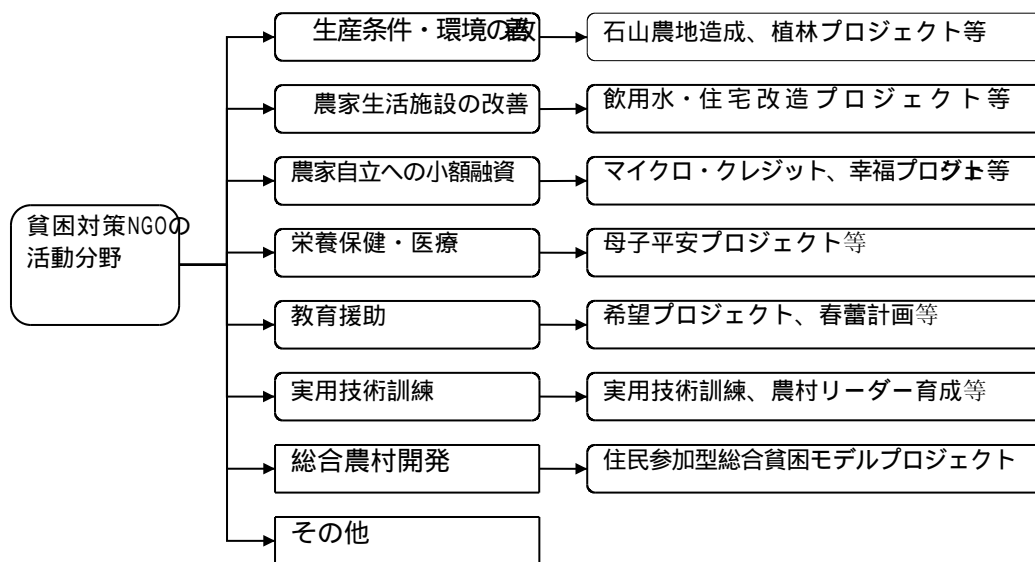 生産条件・環境の改善
石山農地造成、植林プロジェクト等
農家生活施設の改善
飲用水・住宅改造プロジェクト等
農家自立への小額融資
マイクロ・クレジット、幸福プロジェクト等
貧困対策NGOの
活動分野
栄養保健・医療
母子平安プロジェクト等
教育援助
希望プロジェクト、春蕾計画等
実用技術訓練
実用技術訓練、農村リーダー育成等
総合農村開発
住民参加型総合貧困モデルプロジェクト
その他